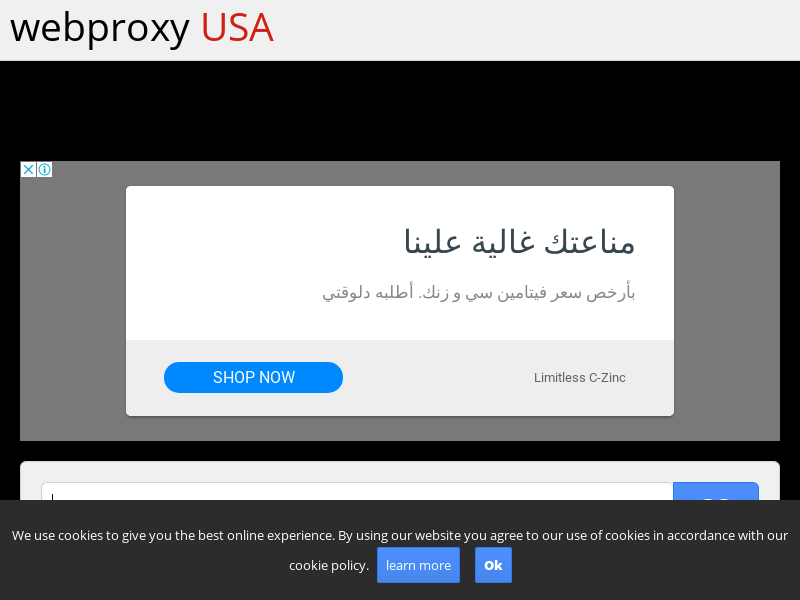 webproxy USA
مناعتك غالية علينا
بأرخص سعر فيتامين سي و زنك. أطلبه دلوقتي
SHOP NOW
Limitless C-Zinc
We use cookies to give you the best online experience. By using our website you agree to our use of cookies in accordance with our
cookie policy. learn more Ok